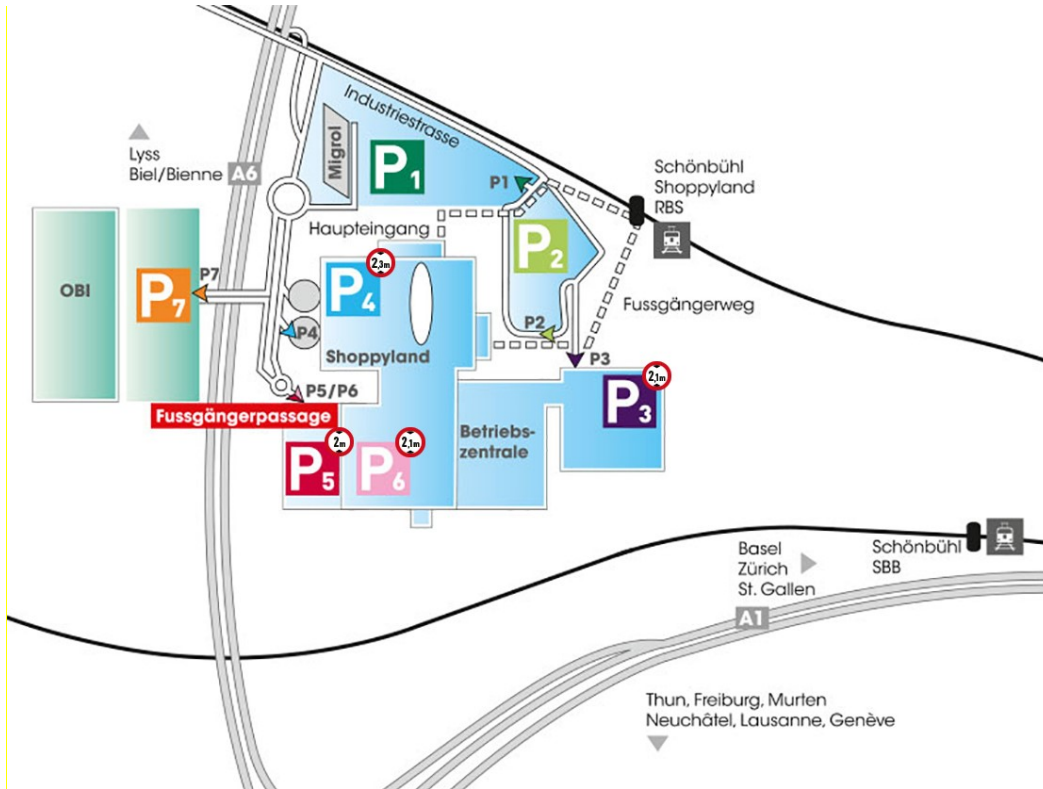 Industriestrasse
Migrol
P1
P1
Lyss
Biel/Bienne
A6
Schönbühl
Shoppyland
RBS
Haupteingang
P2
2,3m
P4
OBI
P7
P7
Fussgängerweg
P4
P2
Shoppyland
P3
2,1m
P3
P5/P6
Fussgängerpassage
Betriebs-
zentrale
2m
P5
2,1m
P6
Basel
Zürich
St. Gallen
Schönbühl
SBB
A1
Thun, Freiburg, Murten
Neuchâtel, Lausanne, Genève